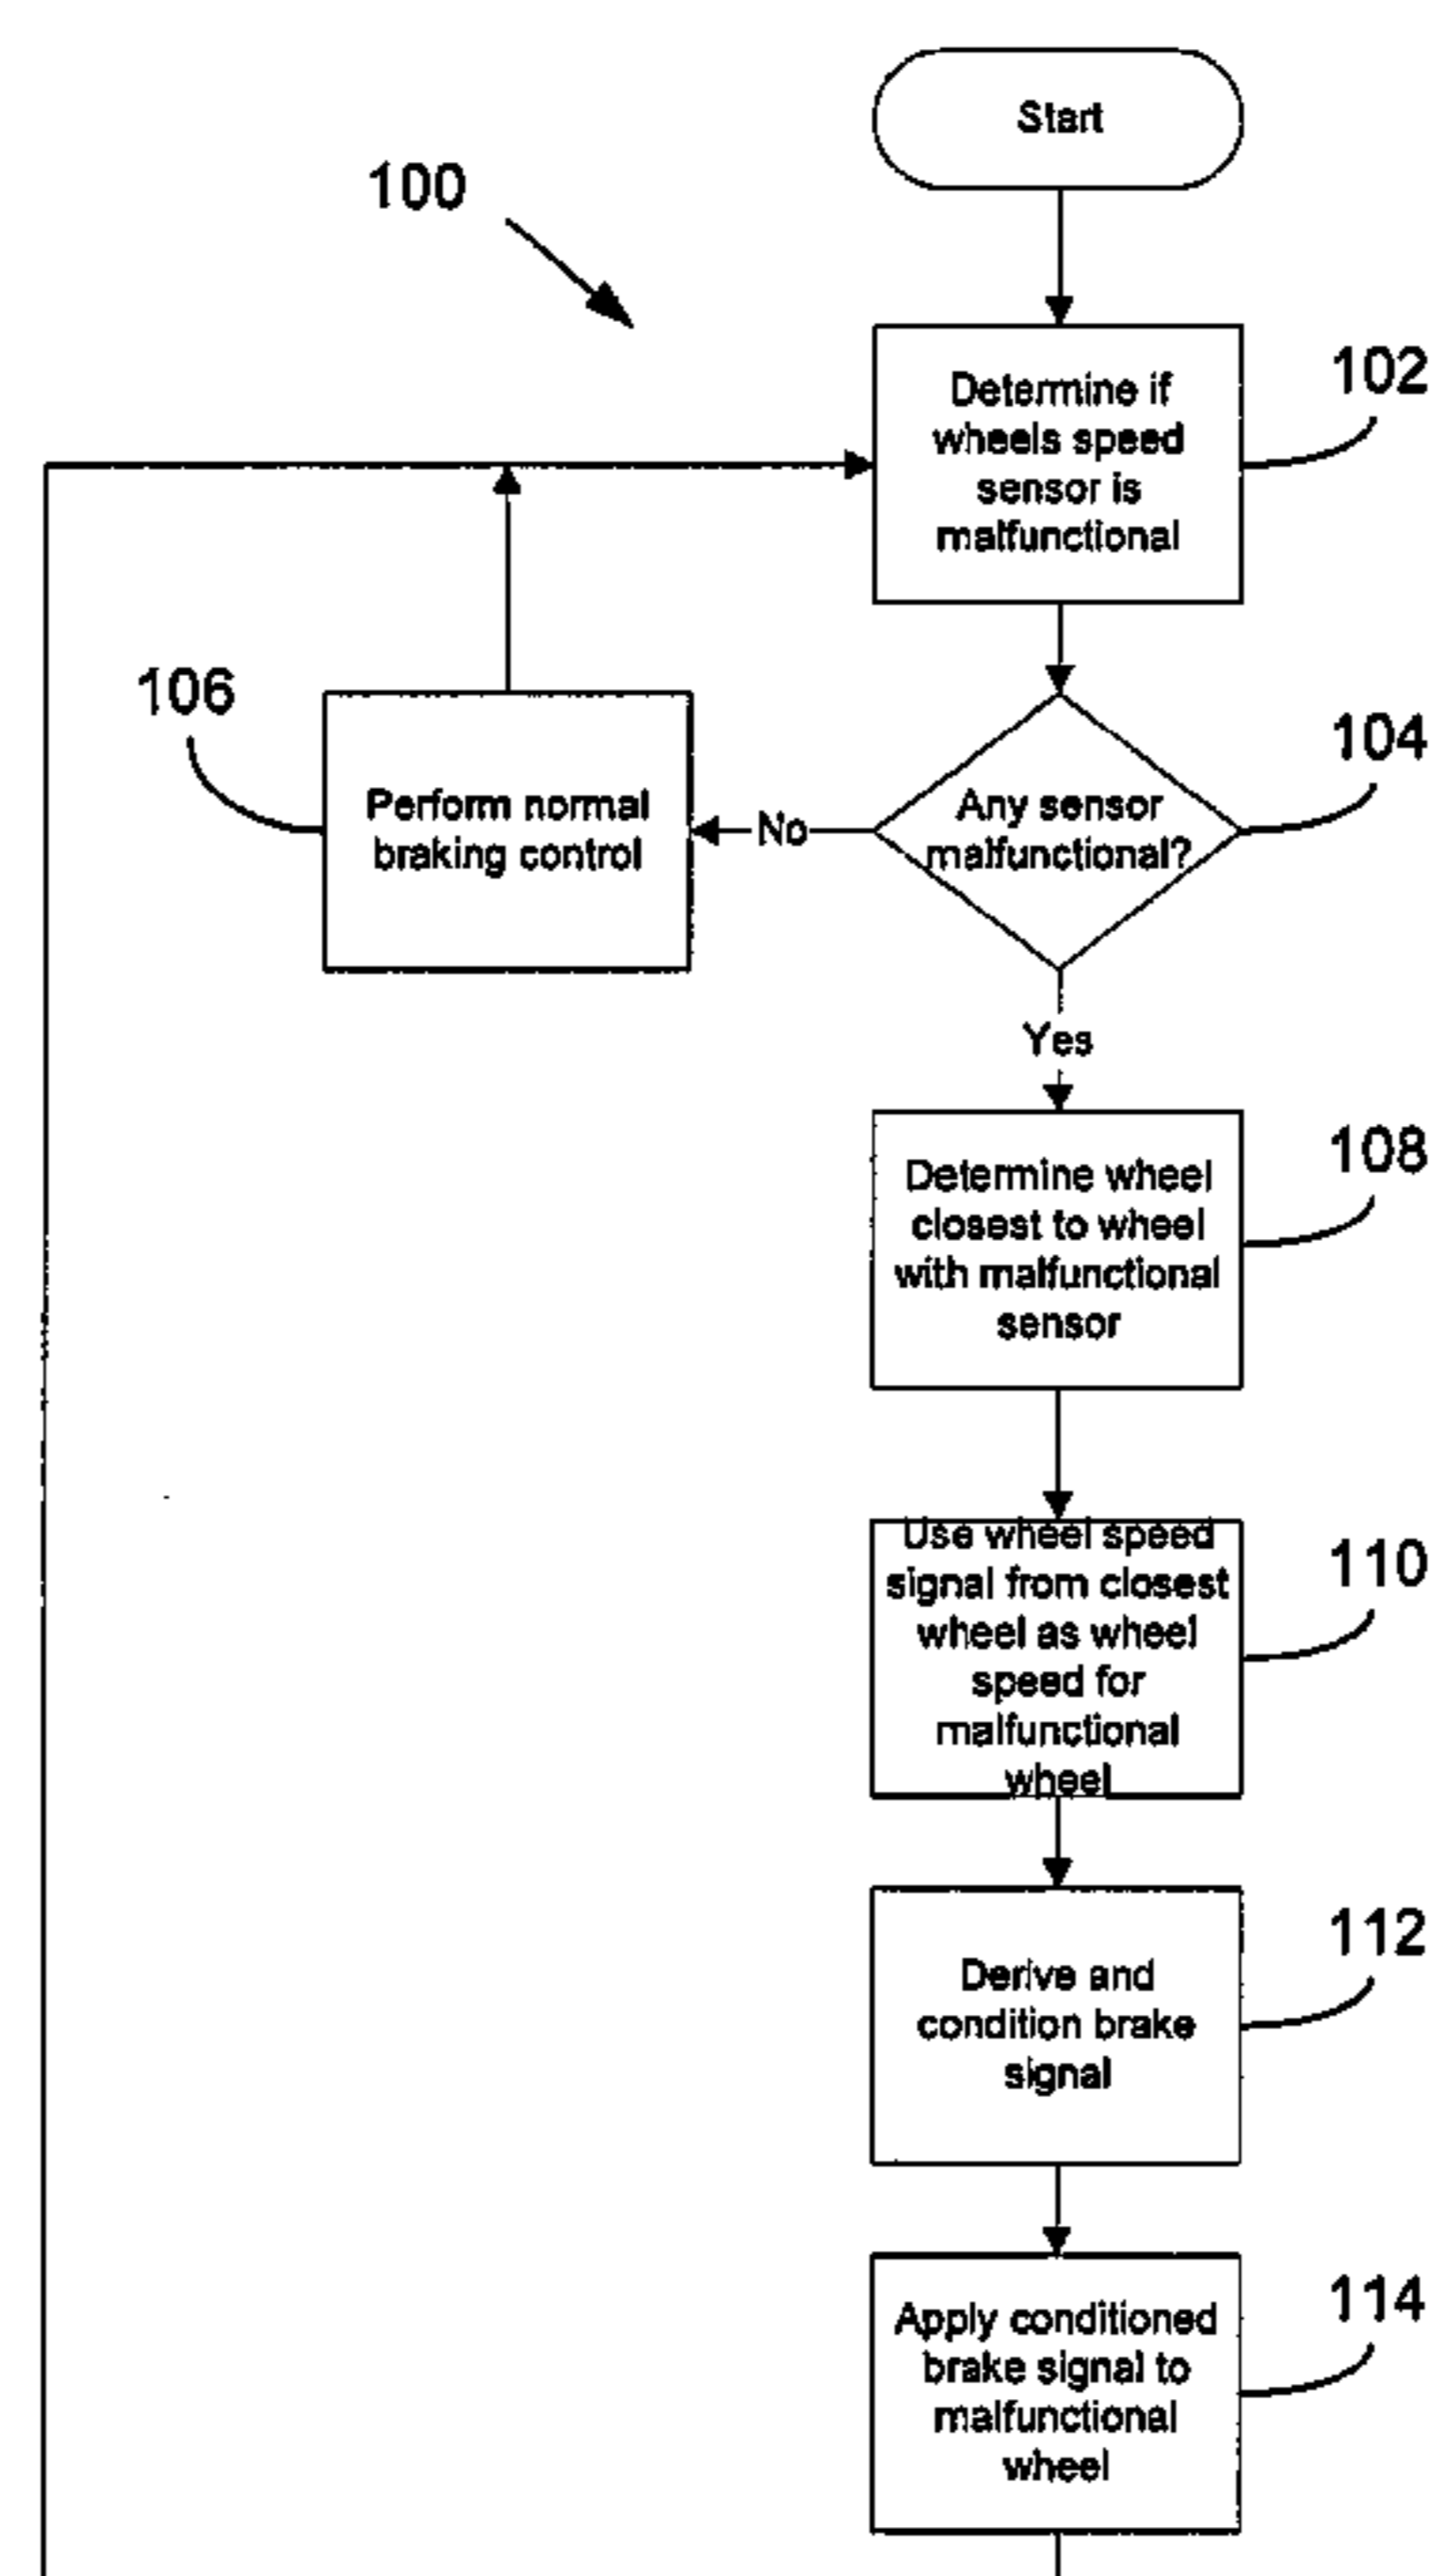 Start
100
Determine if
wheels speed
sensor is
malfunctional
102
106
Perform normal
braking control
No
Any sensor
malfunctional?
104
Yes
Determine wheel
closest to wheel
with malfunctional
sensor
108
Use wheel speed
signal from closest
wheel as wheel
speed for
malfunctional
wheel
110
Derive and
condition brake
signal
112
Apply conditioned
brake signal to
malfunctional
wheel
114